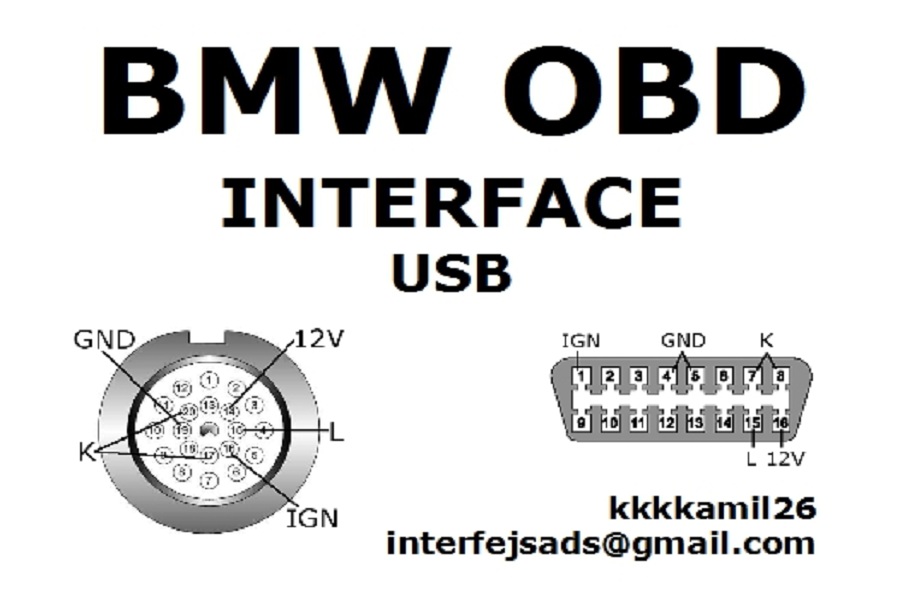 BMW OBD
INTERFACE
USB
GND 12V
IGN GND K
1
12 2
11 13 14 3
20
10 19 15 4
K L
9 18 16 5
17
8 6
7
IGN
1 2 3 4 5 6 7 8
9 10 11 12 13 14 15 16
L 12V
kkkkamil26
interfejsads@gmail.com